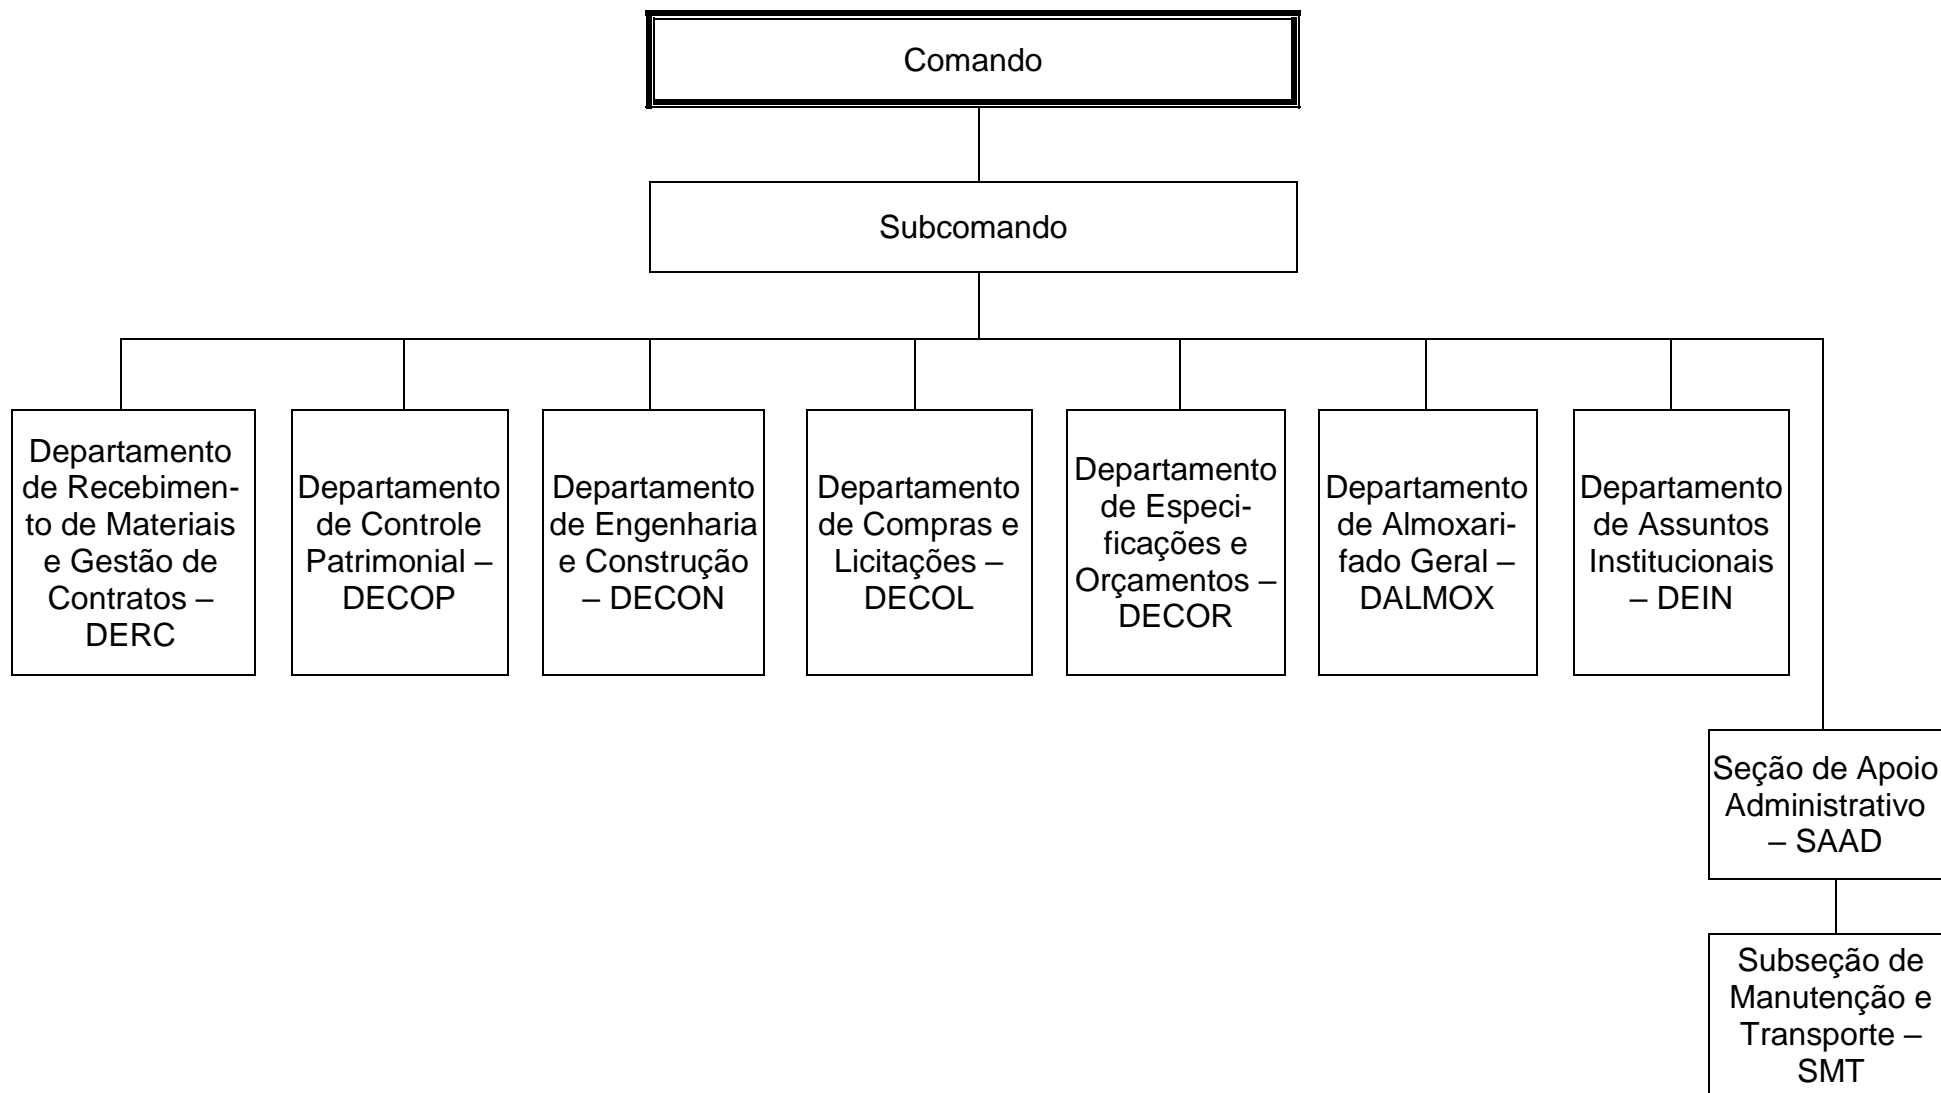 Comando
Subcomando
Departamento
de Recebimen-
to de Materiais
e Gestão de
Contratos –
DERC
Departamento
de Controle
Patrimonial –
DECOP
Departamento
de Engenharia
e Construção
– DECON
Departamento
de Compras e
Licitações –
DECOL
Departamento
de Especi-
ficações e
Orçamentos –
DECOR
Departamento
de Almoxari-
fado Geral –
DALMOX
Departamento
de Assuntos
Institucionais
– DEIN
Seção de Apoio
Administrativo
– SAAD
Subseção de
Manutenção e
Transporte –
SMT